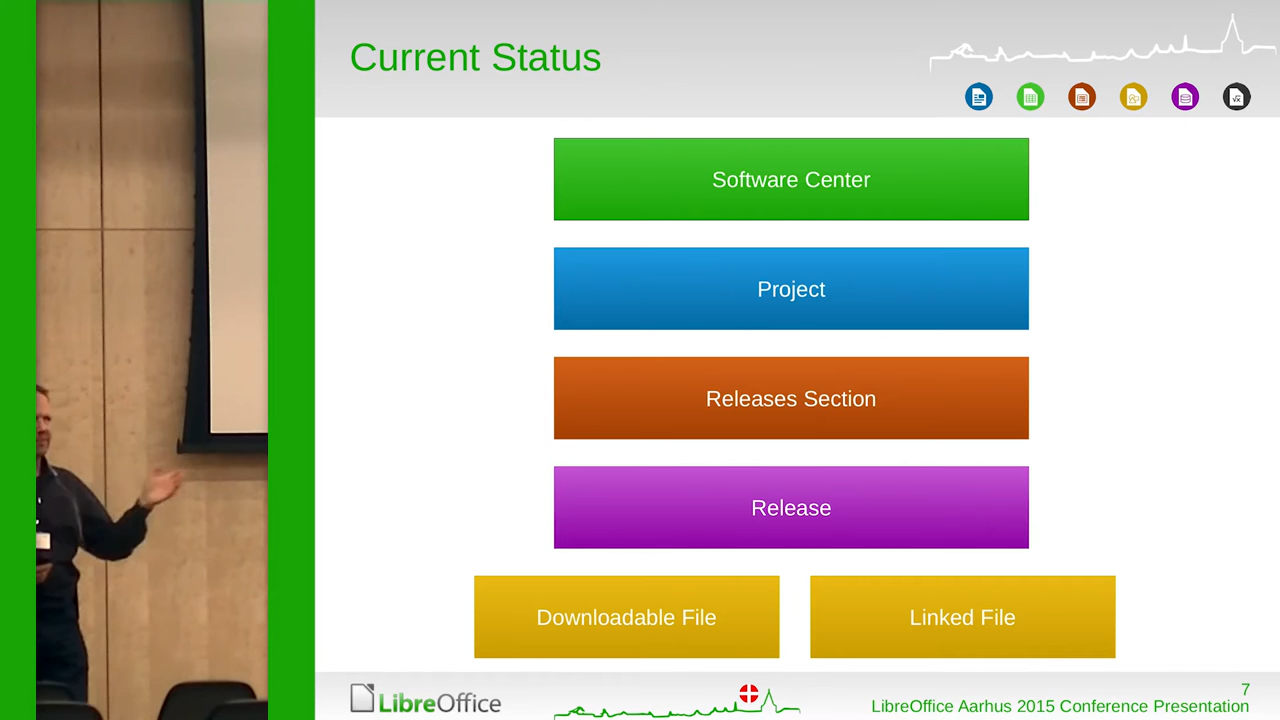 Current Status
Software Center
Project
Releases Section
Release
Downloadable File
Linked File
LibreOffice
7
LibreOffice Aarhus 2015 Conference Presentation